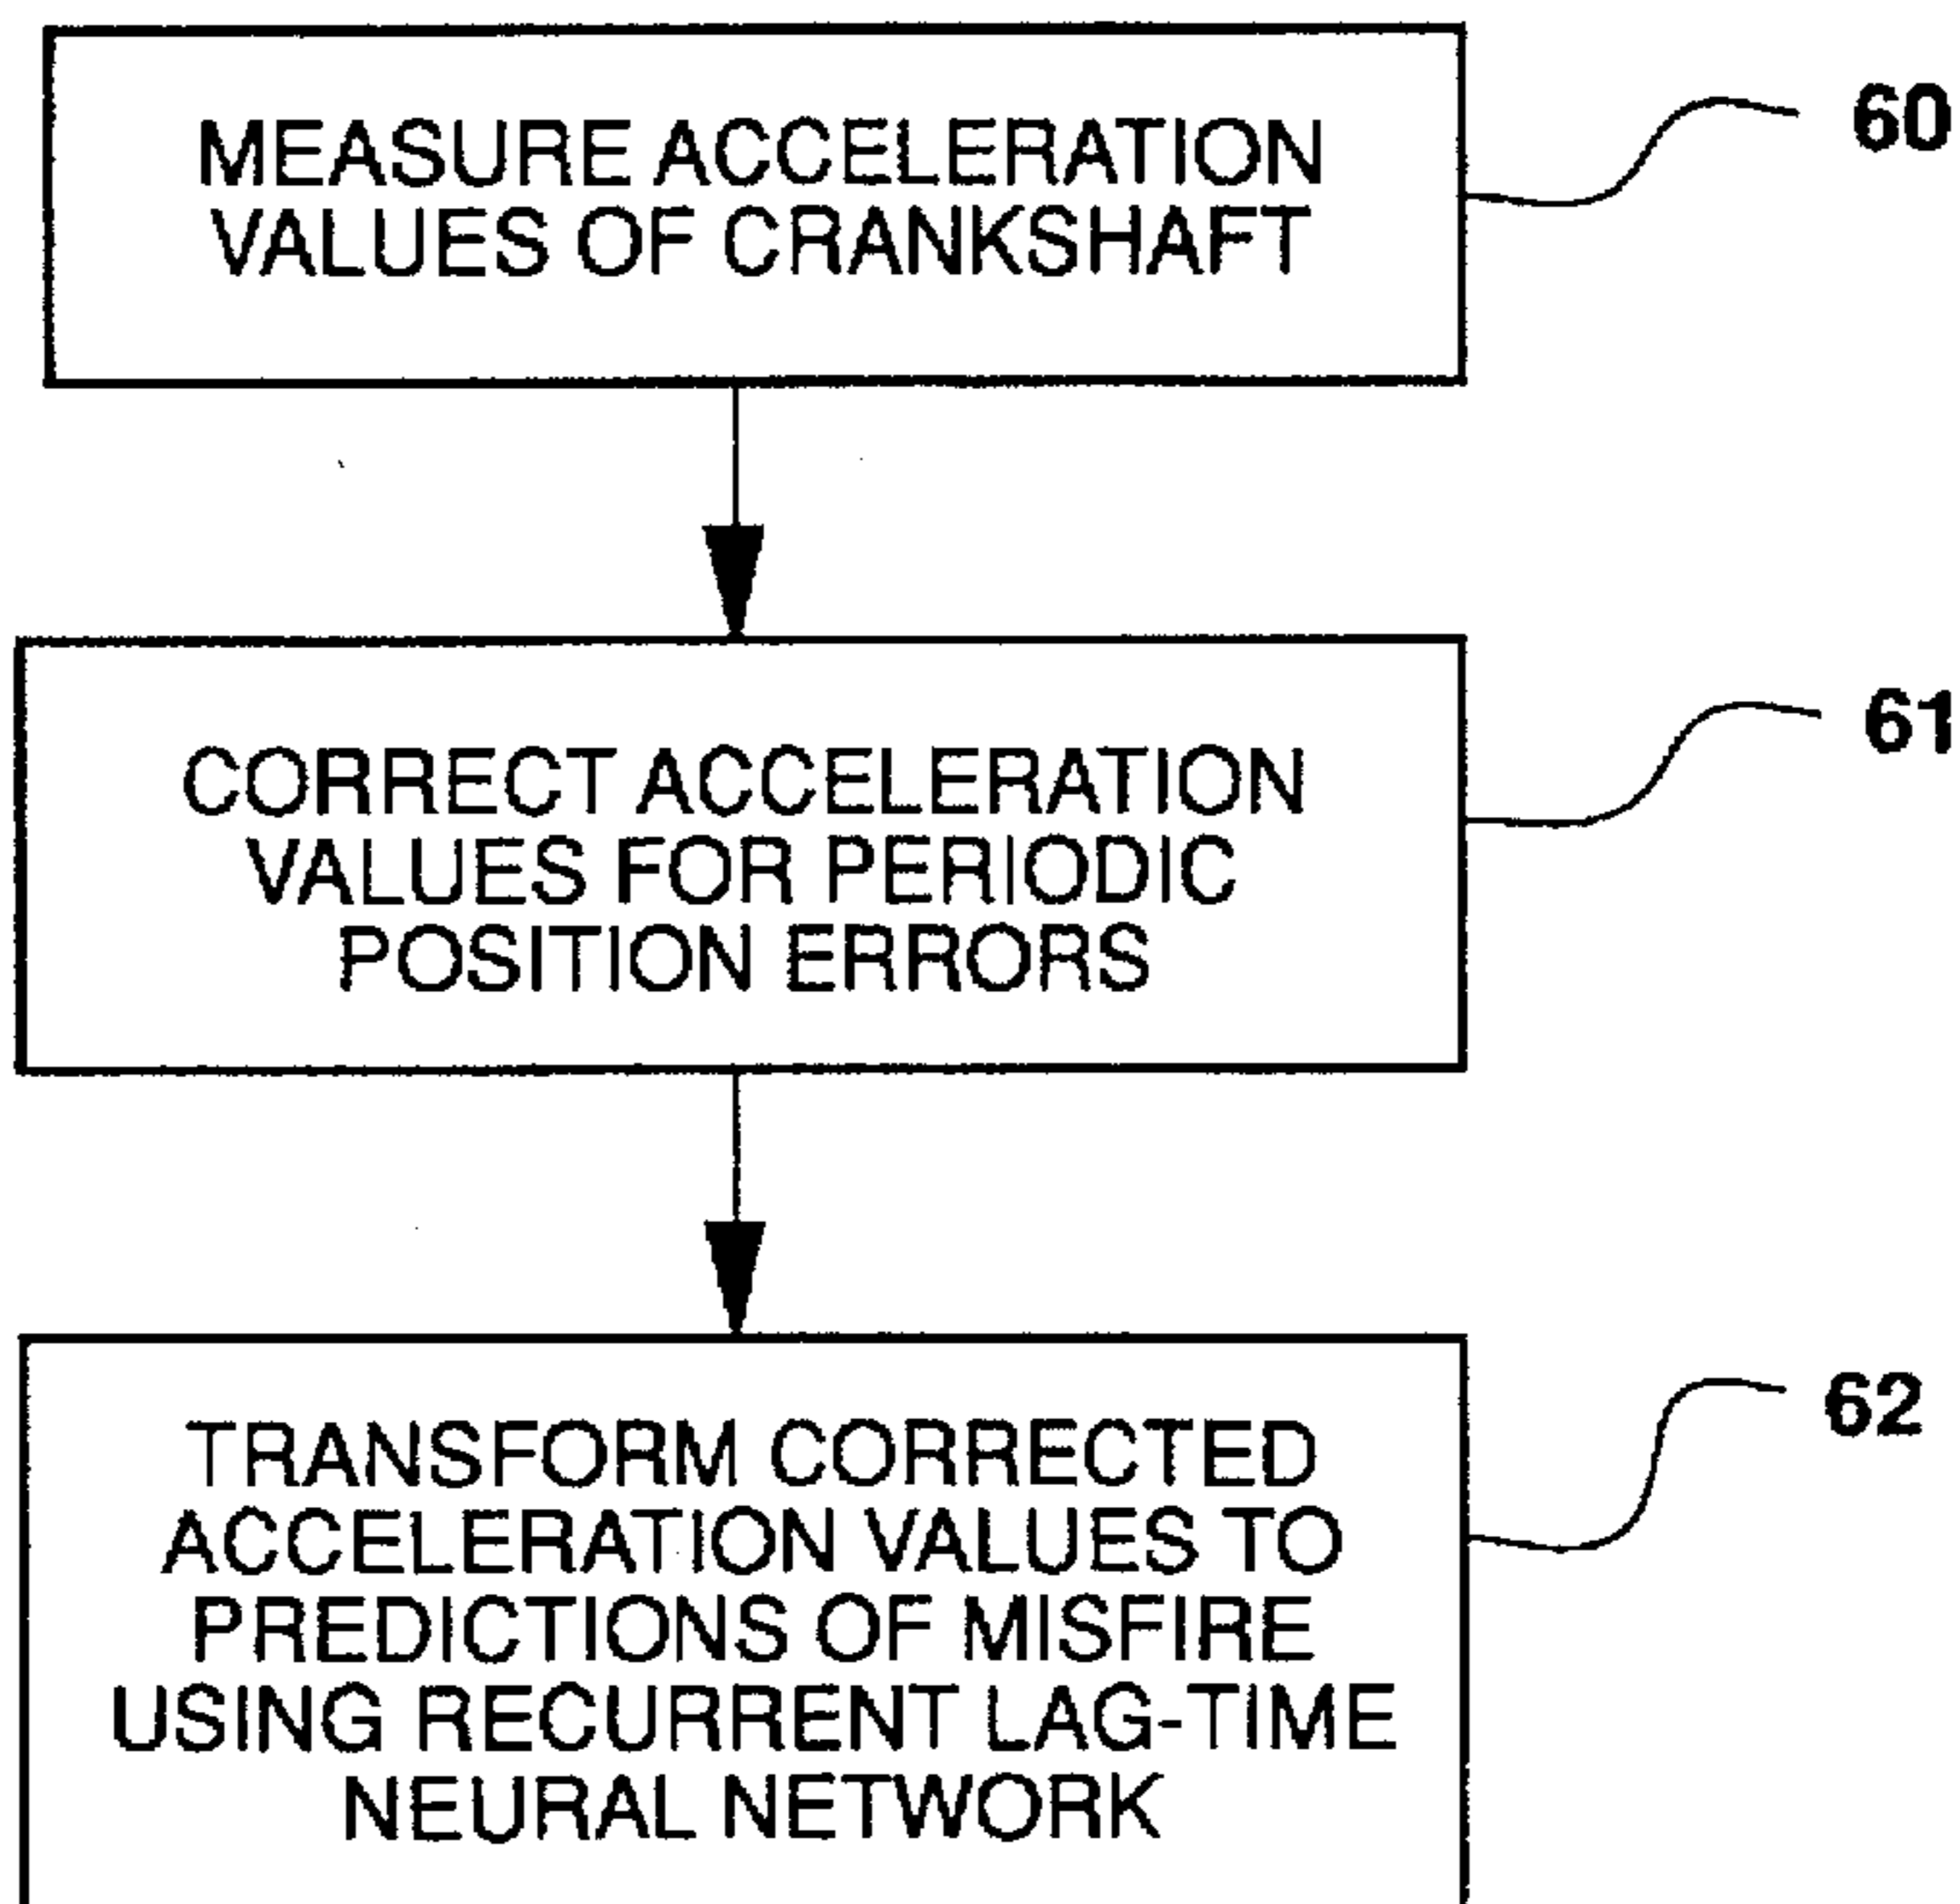 MEASURE ACCELERATION
VALUES OF CRANKSHAFT
60
CORRECT ACCELERATION
VALUES FOR PERIODIC
POSITION ERRORS
61
TRANSFORM CORRECTED
ACCELERATION VALUES TO
PREDICTIONS OF MISFIRE
USING RECURRENT LAG-TIME
NEURAL NETWORK
62